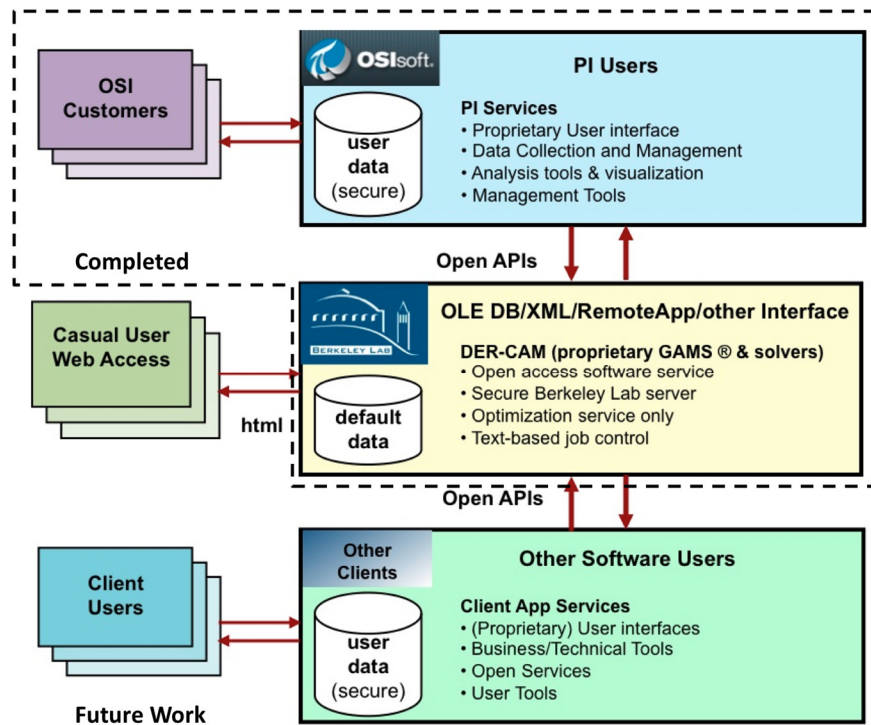 OSI
Customers
OSIsoft®
PI Users
user
data
(secure)
PI Services
• Proprietary User interface
• Data Collection and Management
• Analysis tools & visualization
• Management Tools
Completed
Open APIs
Casual User
Web Access
html
BERKELEY LAB
OLE DB/XML/RemoteApp/other Interface
default
data
DER-CAM (proprietary GAMS ® & solvers)
• Open access software service
• Secure Berkeley Lab server
• Optimization service only
• Text-based job control
Open APIs
Client
Users
Other
Clients
Other Software Users
user
data
(secure)
Client App Services
• (Proprietary) User interfaces
• Business/Technical Tools
• Open Services
• User Tools
Future Work